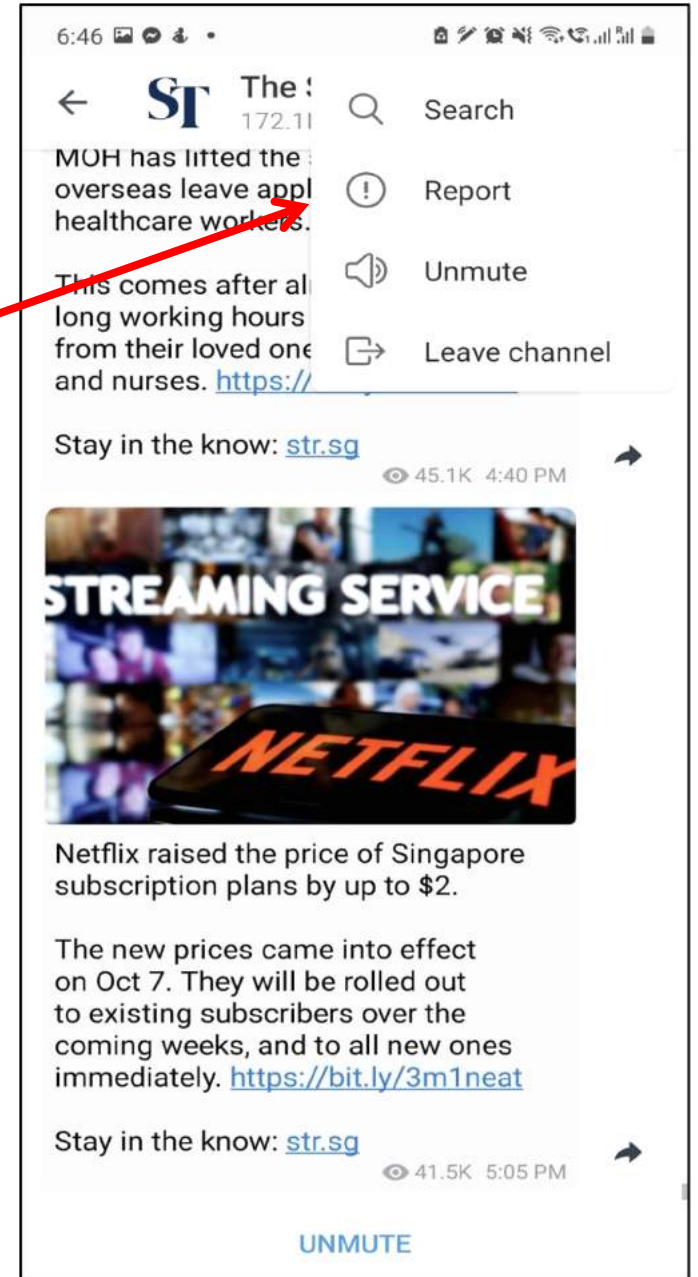 6:46
ST
The
172.1
Search
MOH has lifted the
overseas leave appl
Report
healthcare workers.
This comes after al
Unmute
long working hours
from their loved one
Leave channel
and nurses. https://
Stay in the know: str.sg
45.1K 4:40 PM
STREAMING SERVICE
NETFLIX
Netflix raised the price of Singapore
subscription plans by up to $2.
The new prices came into effect
on Oct 7. They will be rolled out
to existing subscribers over the
coming weeks, and to all new ones
immediately. https://bit.ly/3m1neat
Stay in the know: str.sg
41.5K 5:05 PM
UNMUTE